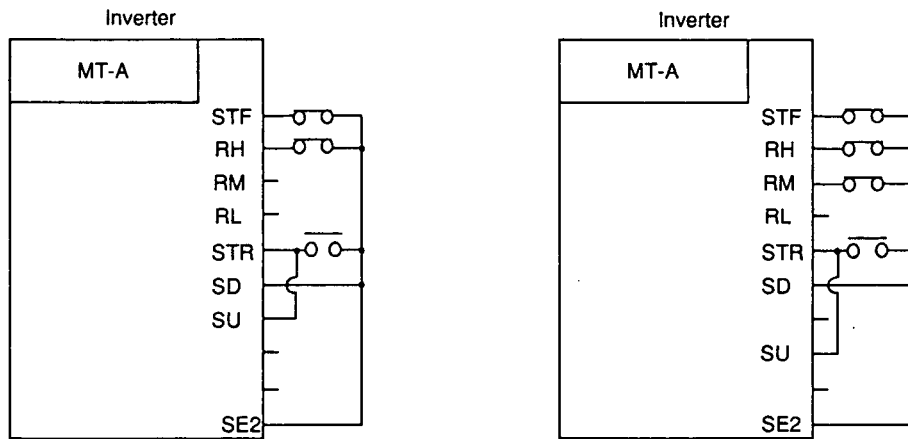 Inverter
MT-A
STF
RH
RM
RL
STR
SD
SU
SE2
Inverter
MT-A
STF
RH
RM
RL
STR
SD
SU
SE2